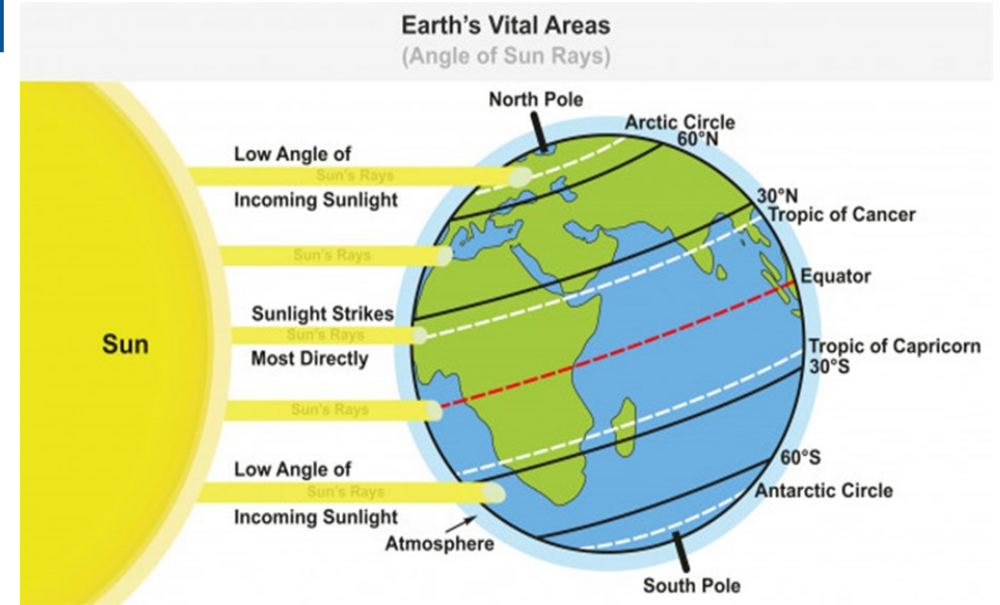 Earth's Vital Areas
(Angle of Sun Rays)
North Pole
Arctic Circle
60°N
Low Angle of
Sun's Rays
Incoming Sunlight
30°N
Tropic of Cancer
Sun's Rays
Equator
Sunlight Strikes
Sun's Rays
Most Directly
Sun
Tropic of Capricorn
30°S
Sun's Rays
60°S
Low Angle of
Sun's Rays
Incoming Sunlight
Antarctic Circle
Atmosphere
South Pole